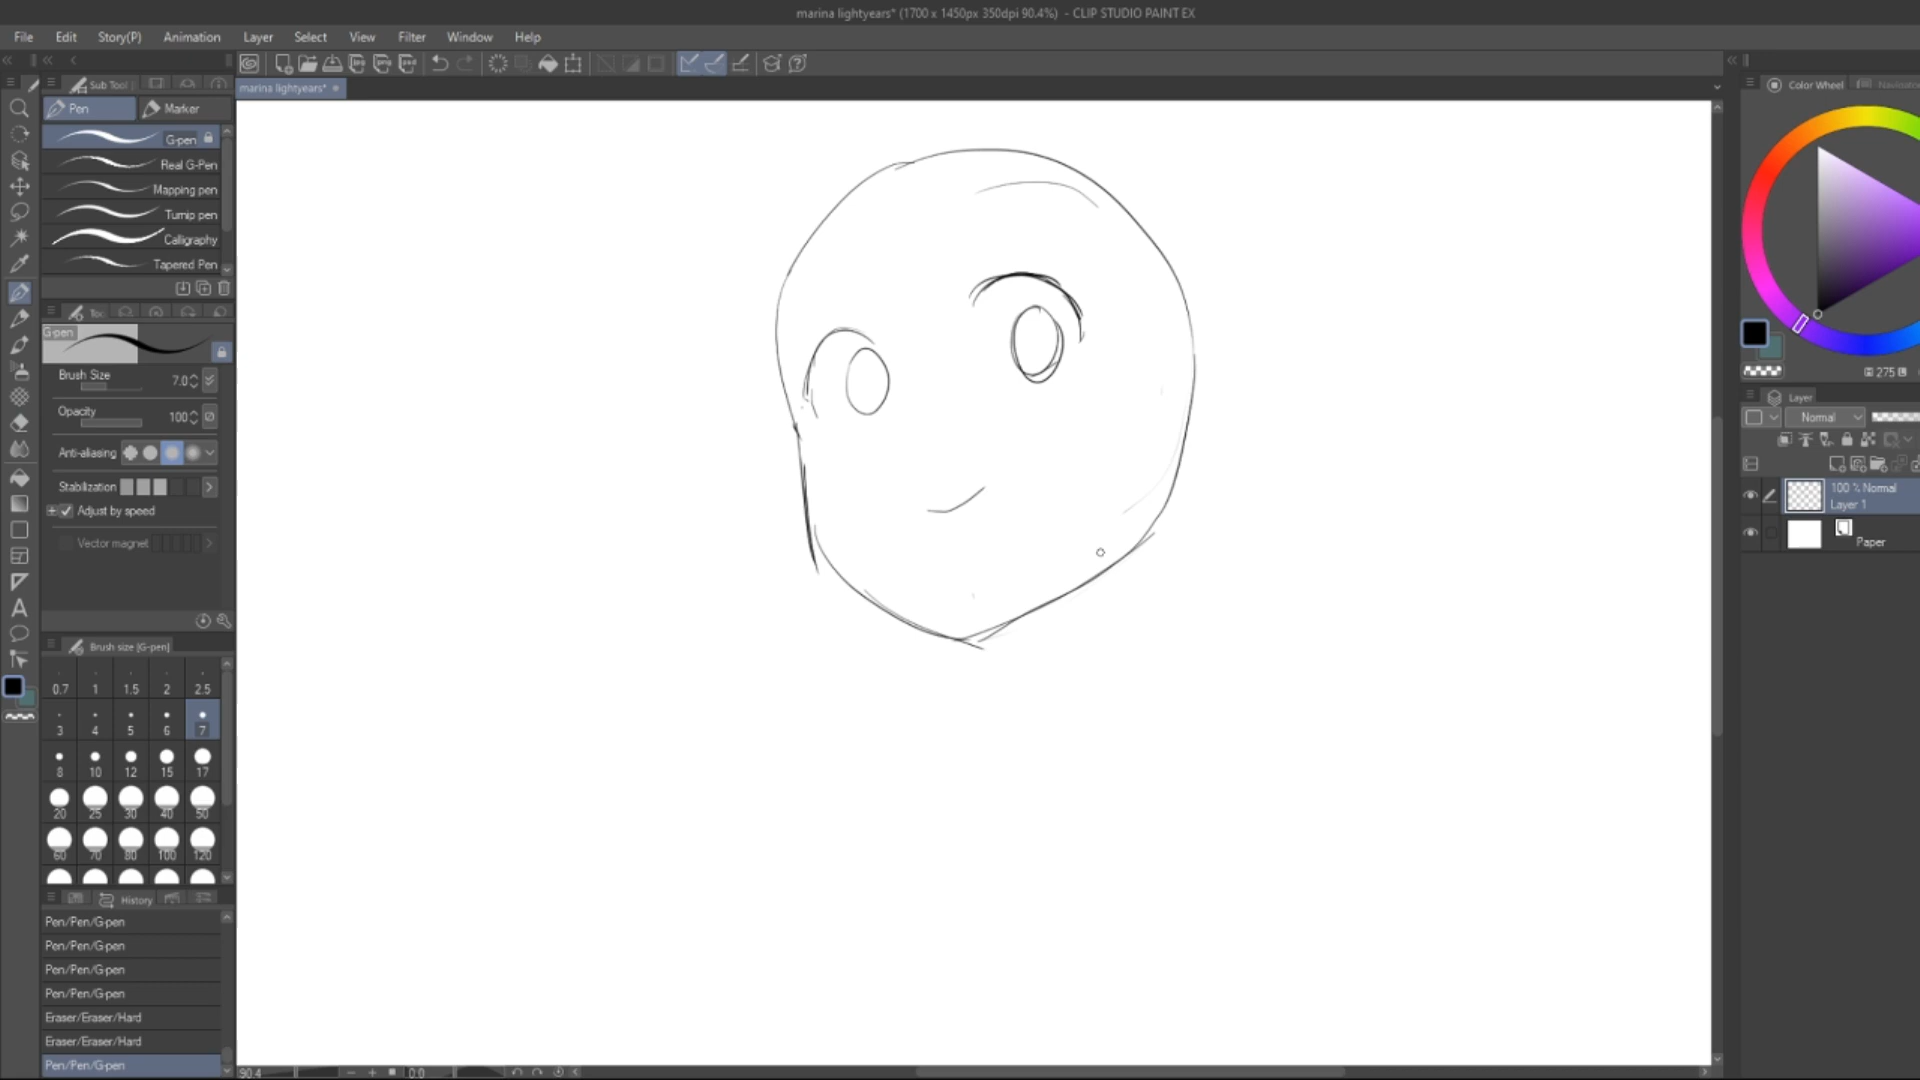 marina lightyears* (1700 x 1450px 350dpi 90.4%) - CLIP STUDIO PAINT EX
File Edit Story(P) Animation Layer Select Filter View Window Help
marina lightyears*
Sub Tool
Pen
Marker
G-pen
Real G-Pen
Mapping pen
Turnip pen
Calligraphy
Tapered Pen
G-pen
Brush Size 7.0
Opacity 100
Anti-aliasing
Stabilization
Adjust by speed
Vector magnet
Brush size [G-pen]
0.7 1 1.5 2 2.5
3 4 5 6 7
8 10 12 15 17
20 25 30 40 50
60 70 80 100 120
History
Pen/Pen/G-pen
Pen/Pen/G-pen
Pen/Pen/G-pen
Pen/Pen/G-pen
Eraser/Eraser/Hard
Eraser/Eraser/Hard
Pen/Pen/G-pen
90.4
0.0
Color Wheel
275
Layer
Normal
100 % Normal
Layer 1
Paper